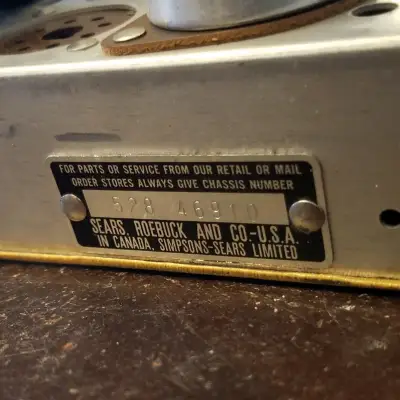 FOR PARTS OR SERVICE FROM OUR RETAIL OR MAIL
ORDER STORES ALWAYS GIVE CHASSIS NUMBER
528 46910
SEARS, ROEBUCK AND CO.-U.S.A.
IN CANADA, SIMPSONS-SEARS LIMITED